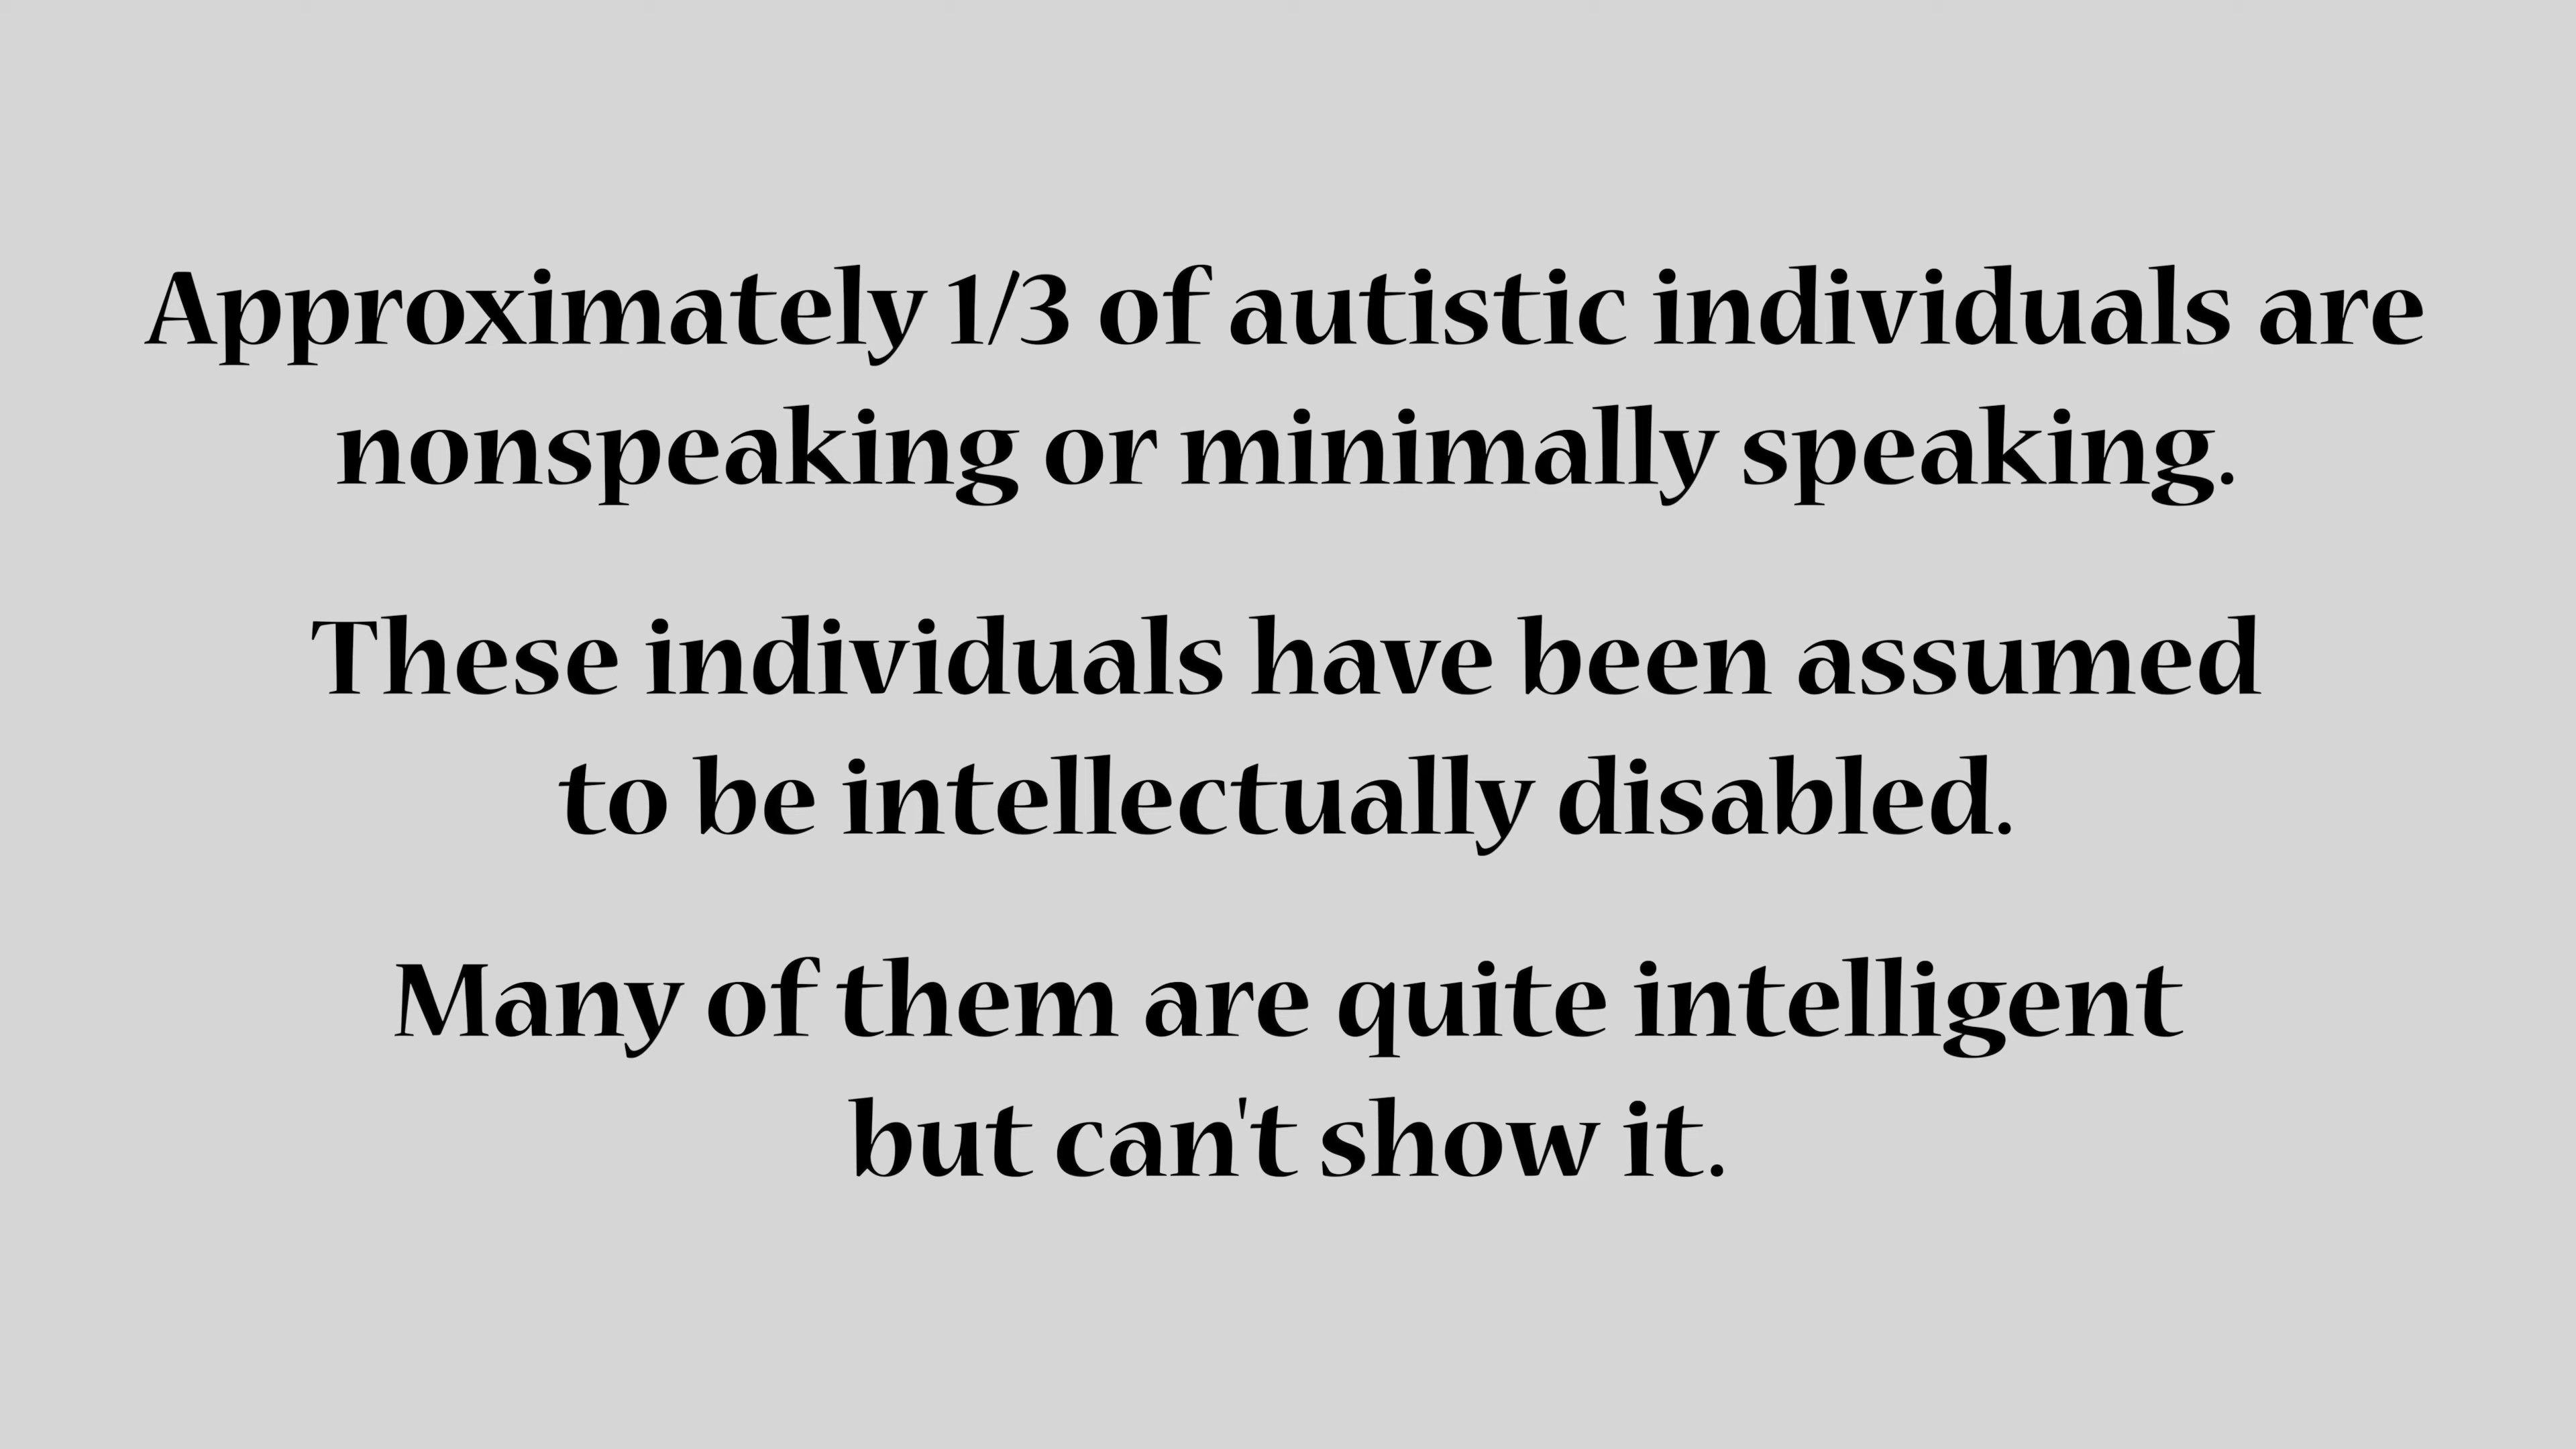 Approximately 1/3 of autistic individuals are
nonspeaking or minimally speaking.
These individuals have been assumed
to be intellectually disabled.
Many of them are quite intelligent
but can't show it.